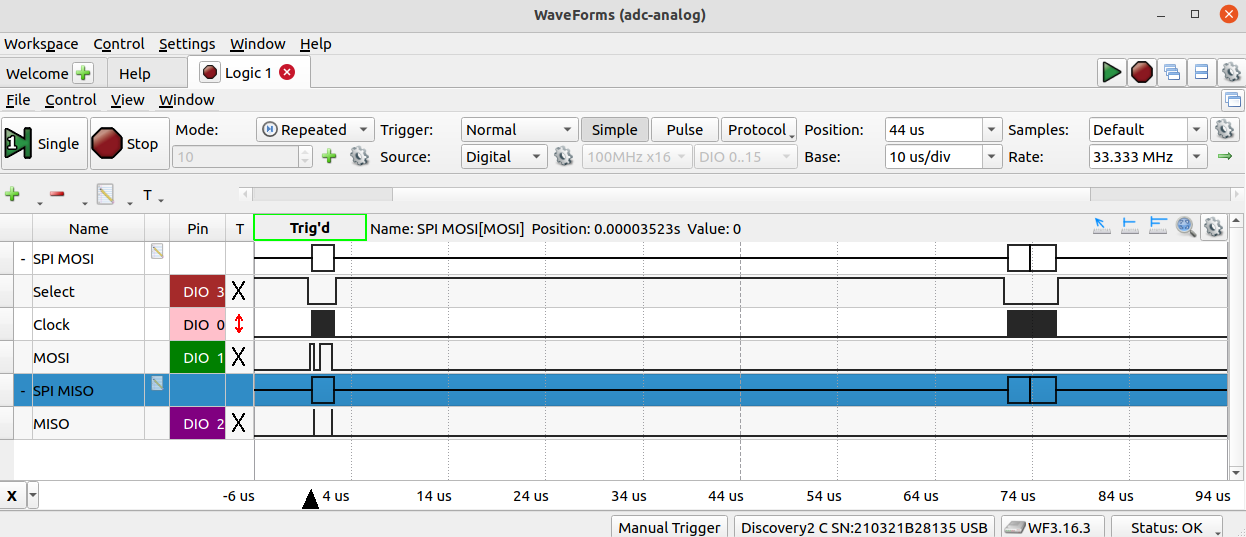 WaveForms (adc-analog)
Workspace Control Settings Window Help
Welcome Help Logic 1
File Control View Window
Single Stop Mode: Repeated Trigger: Normal Simple Pulse Protocol Position: 44 us Samples: Default
10 Source: Digital 100MHz x16 DIO 0..15 Base: 10 us/div Rate: 33.333 MHz
T
Name Pin T Trig'd Name: SPI MOSI[MOSI] Position: 0.00003523s Value: 0
- SPI MOSI
Select DIO 3 X
Clock DIO 0
MOSI DIO 1 X
- SPI MISO
MISO DIO 2 X
X -6 us 4 us 14 us 24 us 34 us 44 us 54 us 64 us 74 us 84 us 94 us
Manual Trigger Discovery2 C SN:210321B28135 USB WF3.16.3 Status: OK